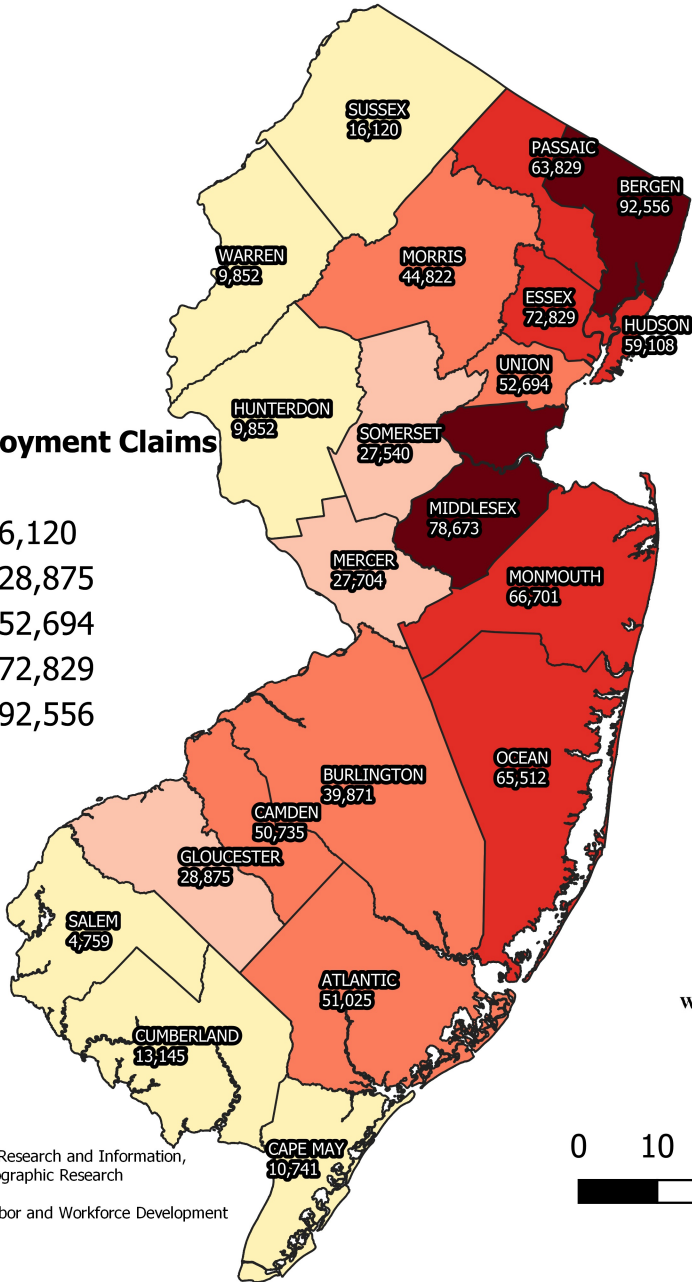 SUSSEX
16,120
PASSAIC
63,829
BERGEN
92,556
WARREN
9,852
MORRIS
44,822
ESSEX
72,829
HUDSON
59,108
UNION
52,694
HUNTERDON
9,852
SOMERSET
27,540
oyment Claims
6,120
28,875
52,694
72,829
92,556
MIDDLESEX
78,673
MERCER
27,704
MONMOUTH
66,701
OCEAN
65,512
BURLINGTON
39,871
CAMDEN
50,735
GLOUCESTER
28,875
SALEM
4,759
ATLANTIC
51,025
W
CUMBERLAND
13,145
CAPE MAY
10,741
Research and Information,
ographic Research
bor and Workforce Development
0 10